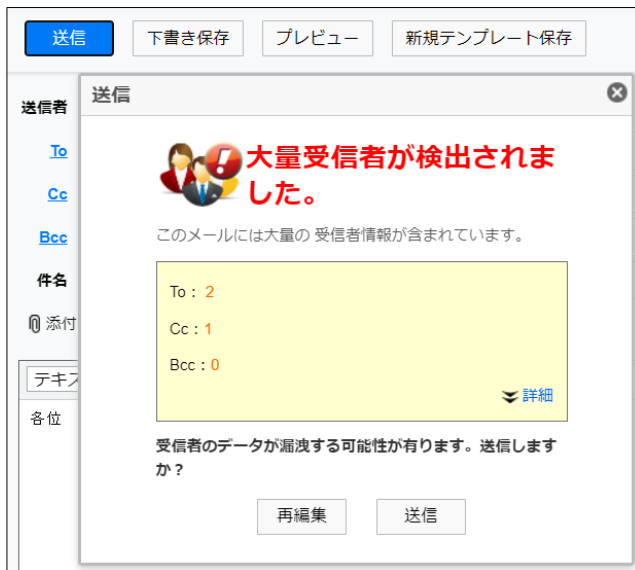 送信 下書き保存 プレビュー 新規テンプレート保存
送信
送信者
To
Cc
Bcc
件名
添付
テキス
各位
大量受信者が検出されま
した。
このメールには大量の 受信者情報が含まれています。
To : 2
Cc : 1
Bcc : 0
詳細
受信者のデータが漏洩する可能性が有ります。送信します
か？
再編集 送信